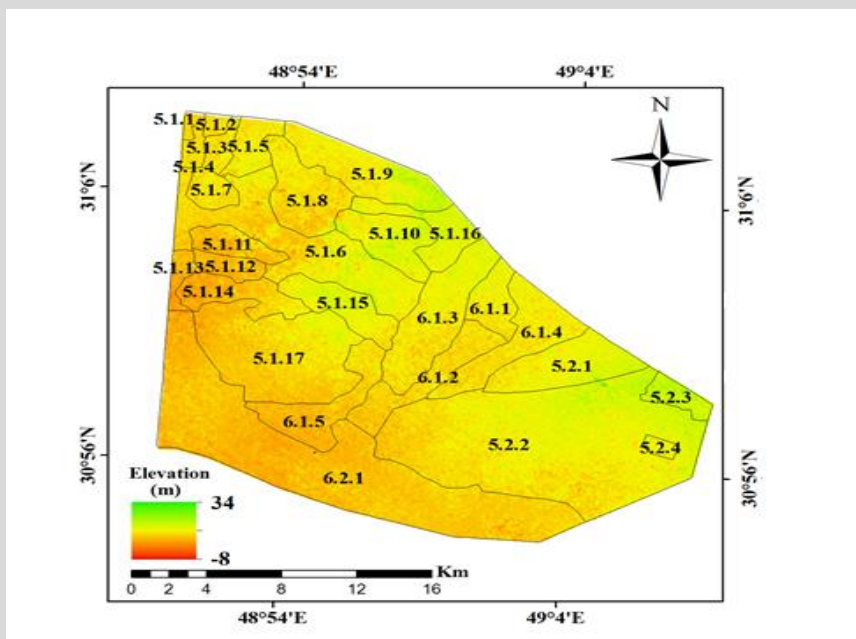 48°54'E 49°4'E
N
5.1.1 5.1.2
5.1.3 5.1.5
5.1.4
5.1.7
5.1.8
5.1.9
31°6'N
31°6'N
5.1.10 5.1.16
5.1.11
5.1.6
5.1.13 5.1.12
5.1.14
5.1.15
6.1.1
6.1.3
6.1.4
5.1.17
5.2.1
6.1.2
5.2.3
6.1.5
5.2.2
5.2.4
30°56'N
30°56'N
6.2.1
Elevation
(m)
34
-8
Km
0 2 4 8 12 16
48°54'E 49°4'E